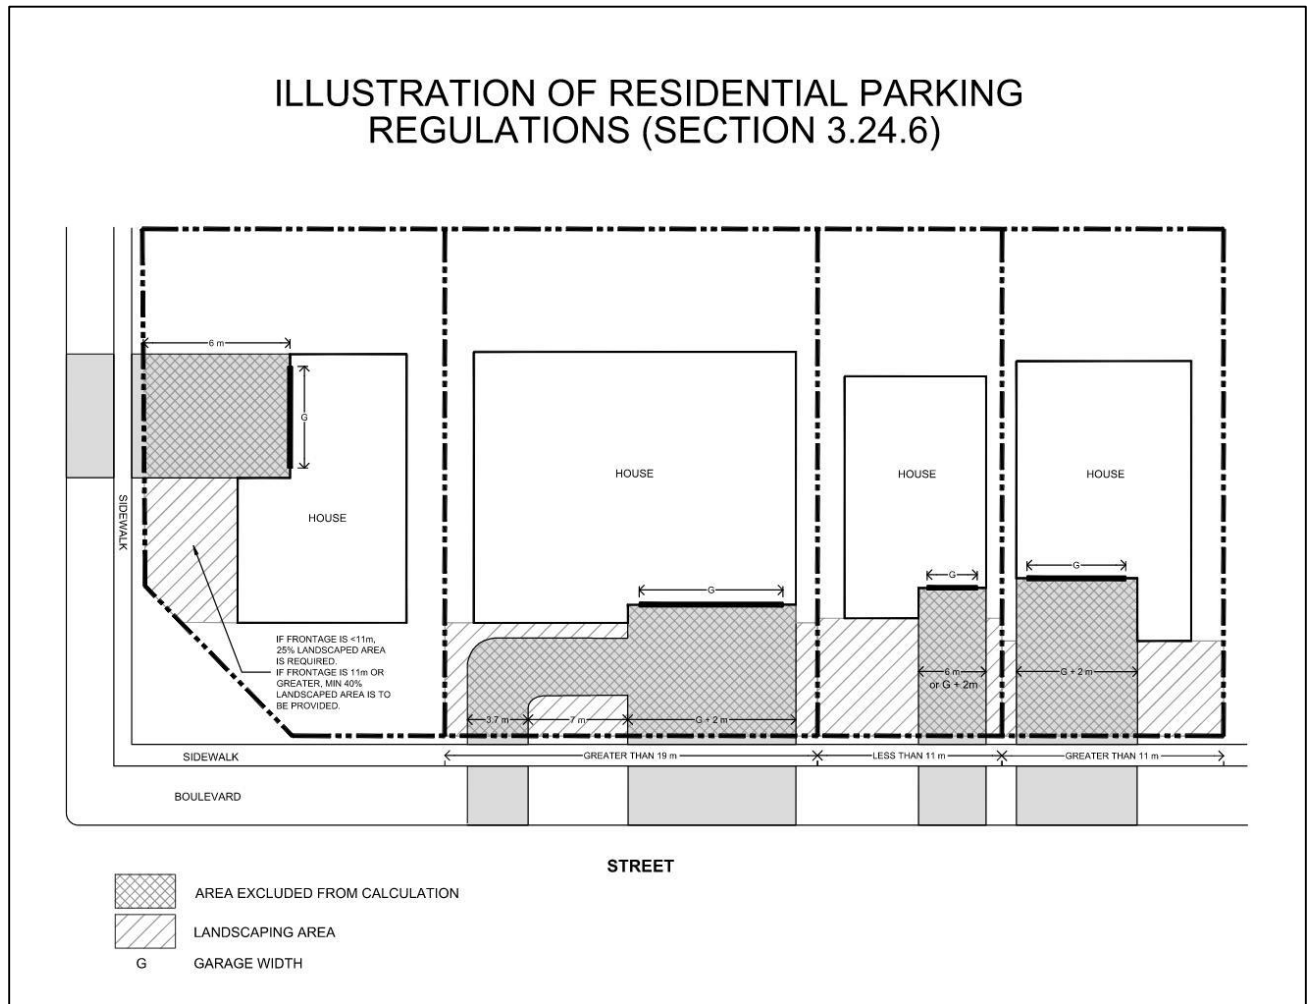 ILLUSTRATION OF RESIDENTIAL PARKING
REGULATIONS (SECTION 3.24.6)
6 m
G
SIDEWALK
HOUSE
IF FRONTAGE IS <11m,
25% LANDSCAPED AREA
IS REQUIRED.
IF FRONTAGE IS 11m OR
GREATER, MIN 40%
LANDSCAPED AREA IS TO
BE PROVIDED.
HOUSE
G
3.7 m
7 m
G + 2 m
HOUSE
G
6 m
or G + 2m
HOUSE
G
G + 2 m
SIDEWALK
GREATER THAN 19 m
LESS THAN 11 m
GREATER THAN 11 m
BOULEVARD
STREET
AREA EXCLUDED FROM CALCULATION
LANDSCAPING AREA
G GARAGE WIDTH